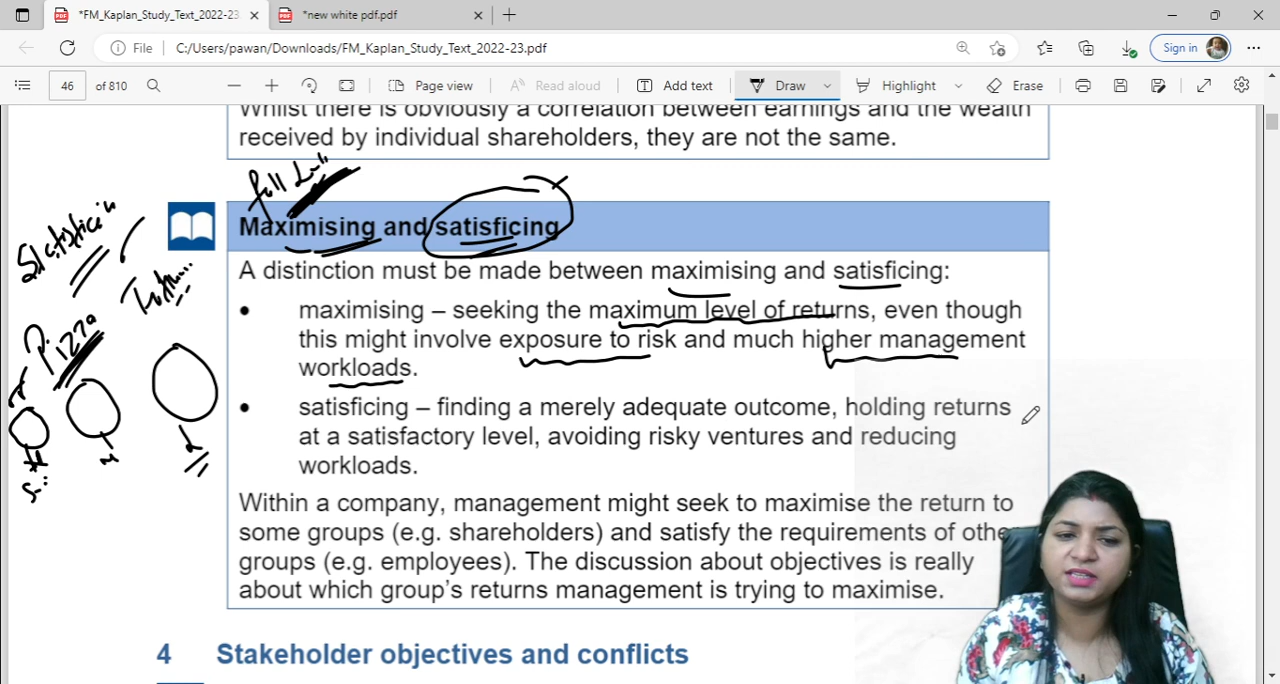 *FM_Kaplan_Study_Text_2022-23.
*new white pdf.pdf
File C:/Users/pawan/Downloads/FM_Kaplan_Study_Text_2022-23.pdf
Sign in
46 of 810
Page view
Read aloud
Add text
Draw
Highlight
Erase
Whilst there is obviously a correlation between earnings and the wealth
received by individual shareholders, they are not the same.
full
Maximising and satisficing
A distinction must be made between maximising and satisficing:
• maximising – seeking the maximum level of returns, even though
this might involve exposure to risk and much higher management
workloads.
• satisficing – finding a merely adequate outcome, holding returns
at a satisfactory level, avoiding risky ventures and reducing
workloads.
Within a company, management might seek to maximise the return to
some groups (e.g. shareholders) and satisfy the requirements of othe
groups (e.g. employees). The discussion about objectives is really
about which group's returns management is trying to maximise.
4 Stakeholder objectives and conflicts
Pizza
S
M
L